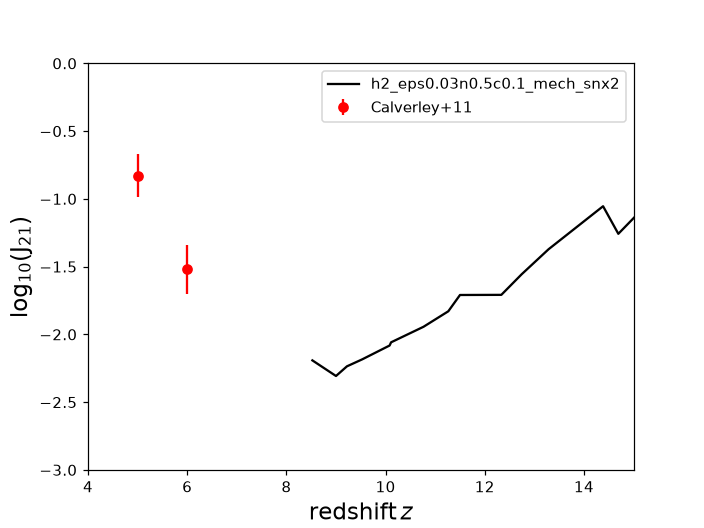 h2_eps0.03n0.5c0.1_mech_snx2
Calverley+11
0.0
−0.5
−1.0
−1.5
−2.0
−2.5
−3.0
log₁₀(J₂₁)
4 6 8 10 12 14
redshift z